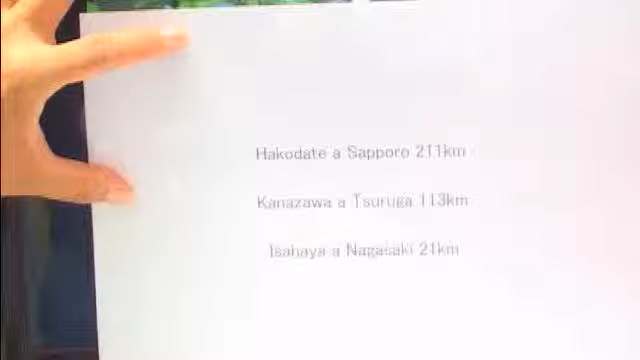 Hakodate a Sapporo 211km
Kanazawa a Tsuruga 113km
Isahaya a Nagasaki 21km